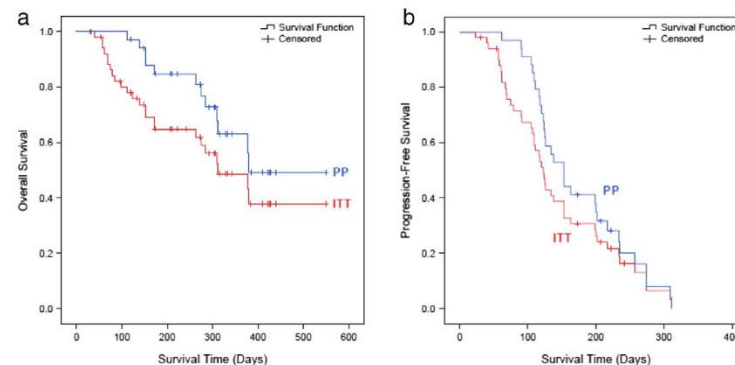 a
Survival Function
Censored
Overall Survival
1.0
0.8
0.6
0.4
0.2
0.0
PP
ITT
0 100 200 300 400 500 600
Survival Time (Days)
b
Survival Function
Censored
Progression-Free Survival
1.0
0.8
0.6
0.4
0.2
0.0
PP
ITT
0 100 200 300
Survival Time (Days)